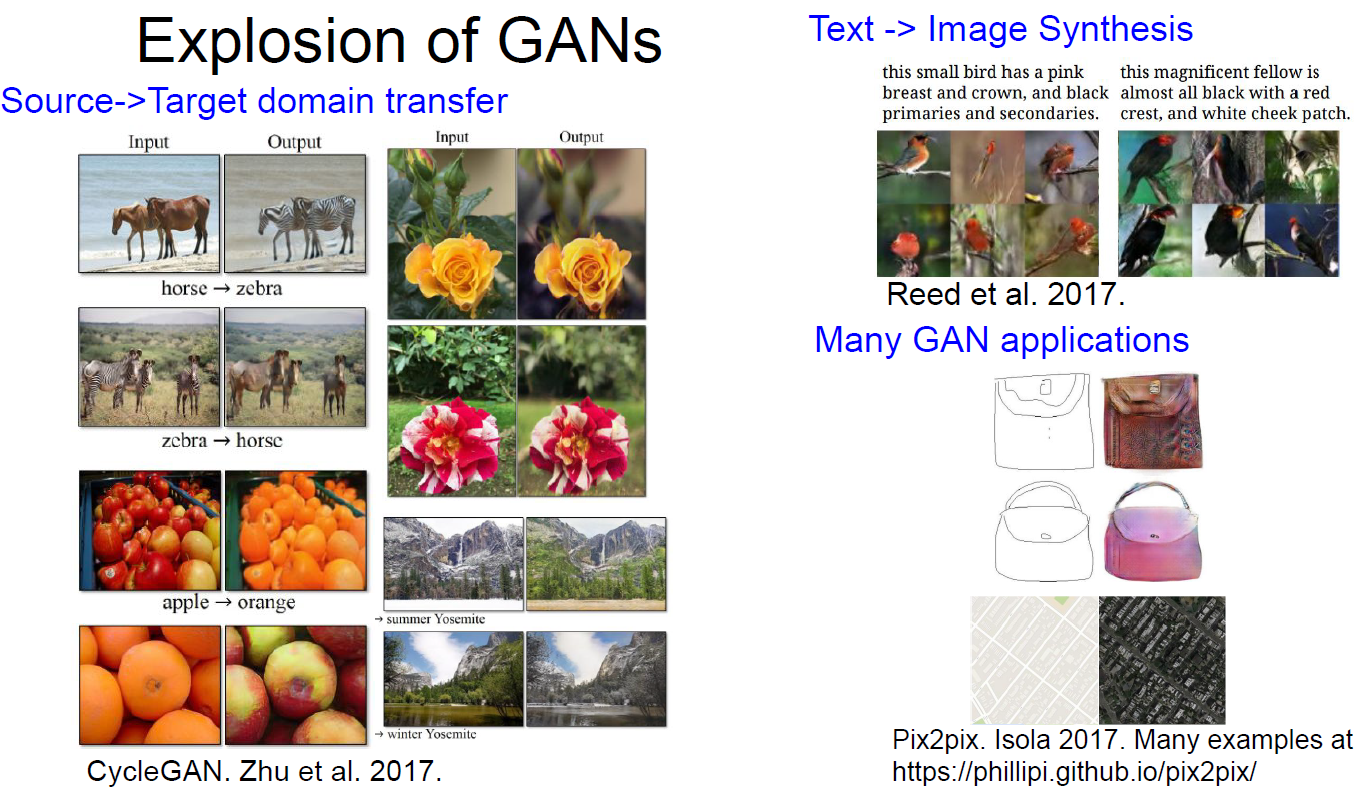 Explosion of GANs
Source->Target domain transfer
Input
Output
horse → zebra
zebra → horse
apple → orange
Input
Output
→ summer Yosemite
→ winter Yosemite
CycleGAN. Zhu et al. 2017.
Text -> Image Synthesis
this small bird has a pink
breast and crown, and black
primaries and secondaries.
this magnificent fellow is
almost all black with a red
crest, and white cheek patch.
Reed et al. 2017.
Many GAN applications
Pix2pix. Isola 2017. Many examples at
https://phillipi.github.io/pix2pix/